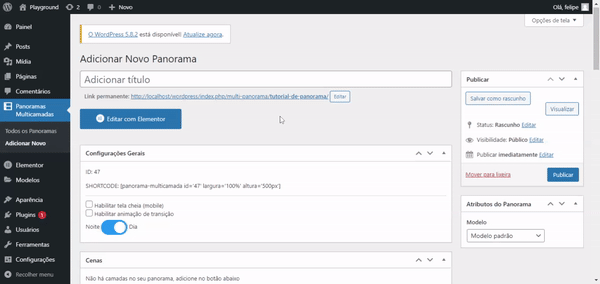 Playground
2
0
+ Novo
Olá, felipe
Opções de tela
Painel
Posts
Mídia
Páginas
Comentários
Panoramas Multicamadas
Todos os Panoramas
Adicionar Novo
Elementor
Modelos
Aparência
Plugins 1
Usuários
Ferramentas
Configurações
Recolher menu
O WordPress 5.8.2 está disponível! Atualize agora.
Adicionar Novo Panorama
Adicionar título
Link permanente: http://localhost/wordpress/index.php/multi-panorama/tutorial-de-panorama/ Editar
Editar com Elementor
Configurações Gerais
ID: 47
SHORTCODE: [panorama-multicamada id='47' largura='100%' altura='500px']
Habilitar tela cheia (mobile)
Habilitar animação de transição
Norte Dia
Cenas
Não há camadas no seu panorama, adicione no botão abaixo
Publicar
Salvar como rascunho
Visualizar
Status: Rascunho Editar
Visibilidade: Público Editar
Publicar imediatamente Editar
Mover para lixeira
Publicar
Atributos do Panorama
Modelo
Modelo padrão